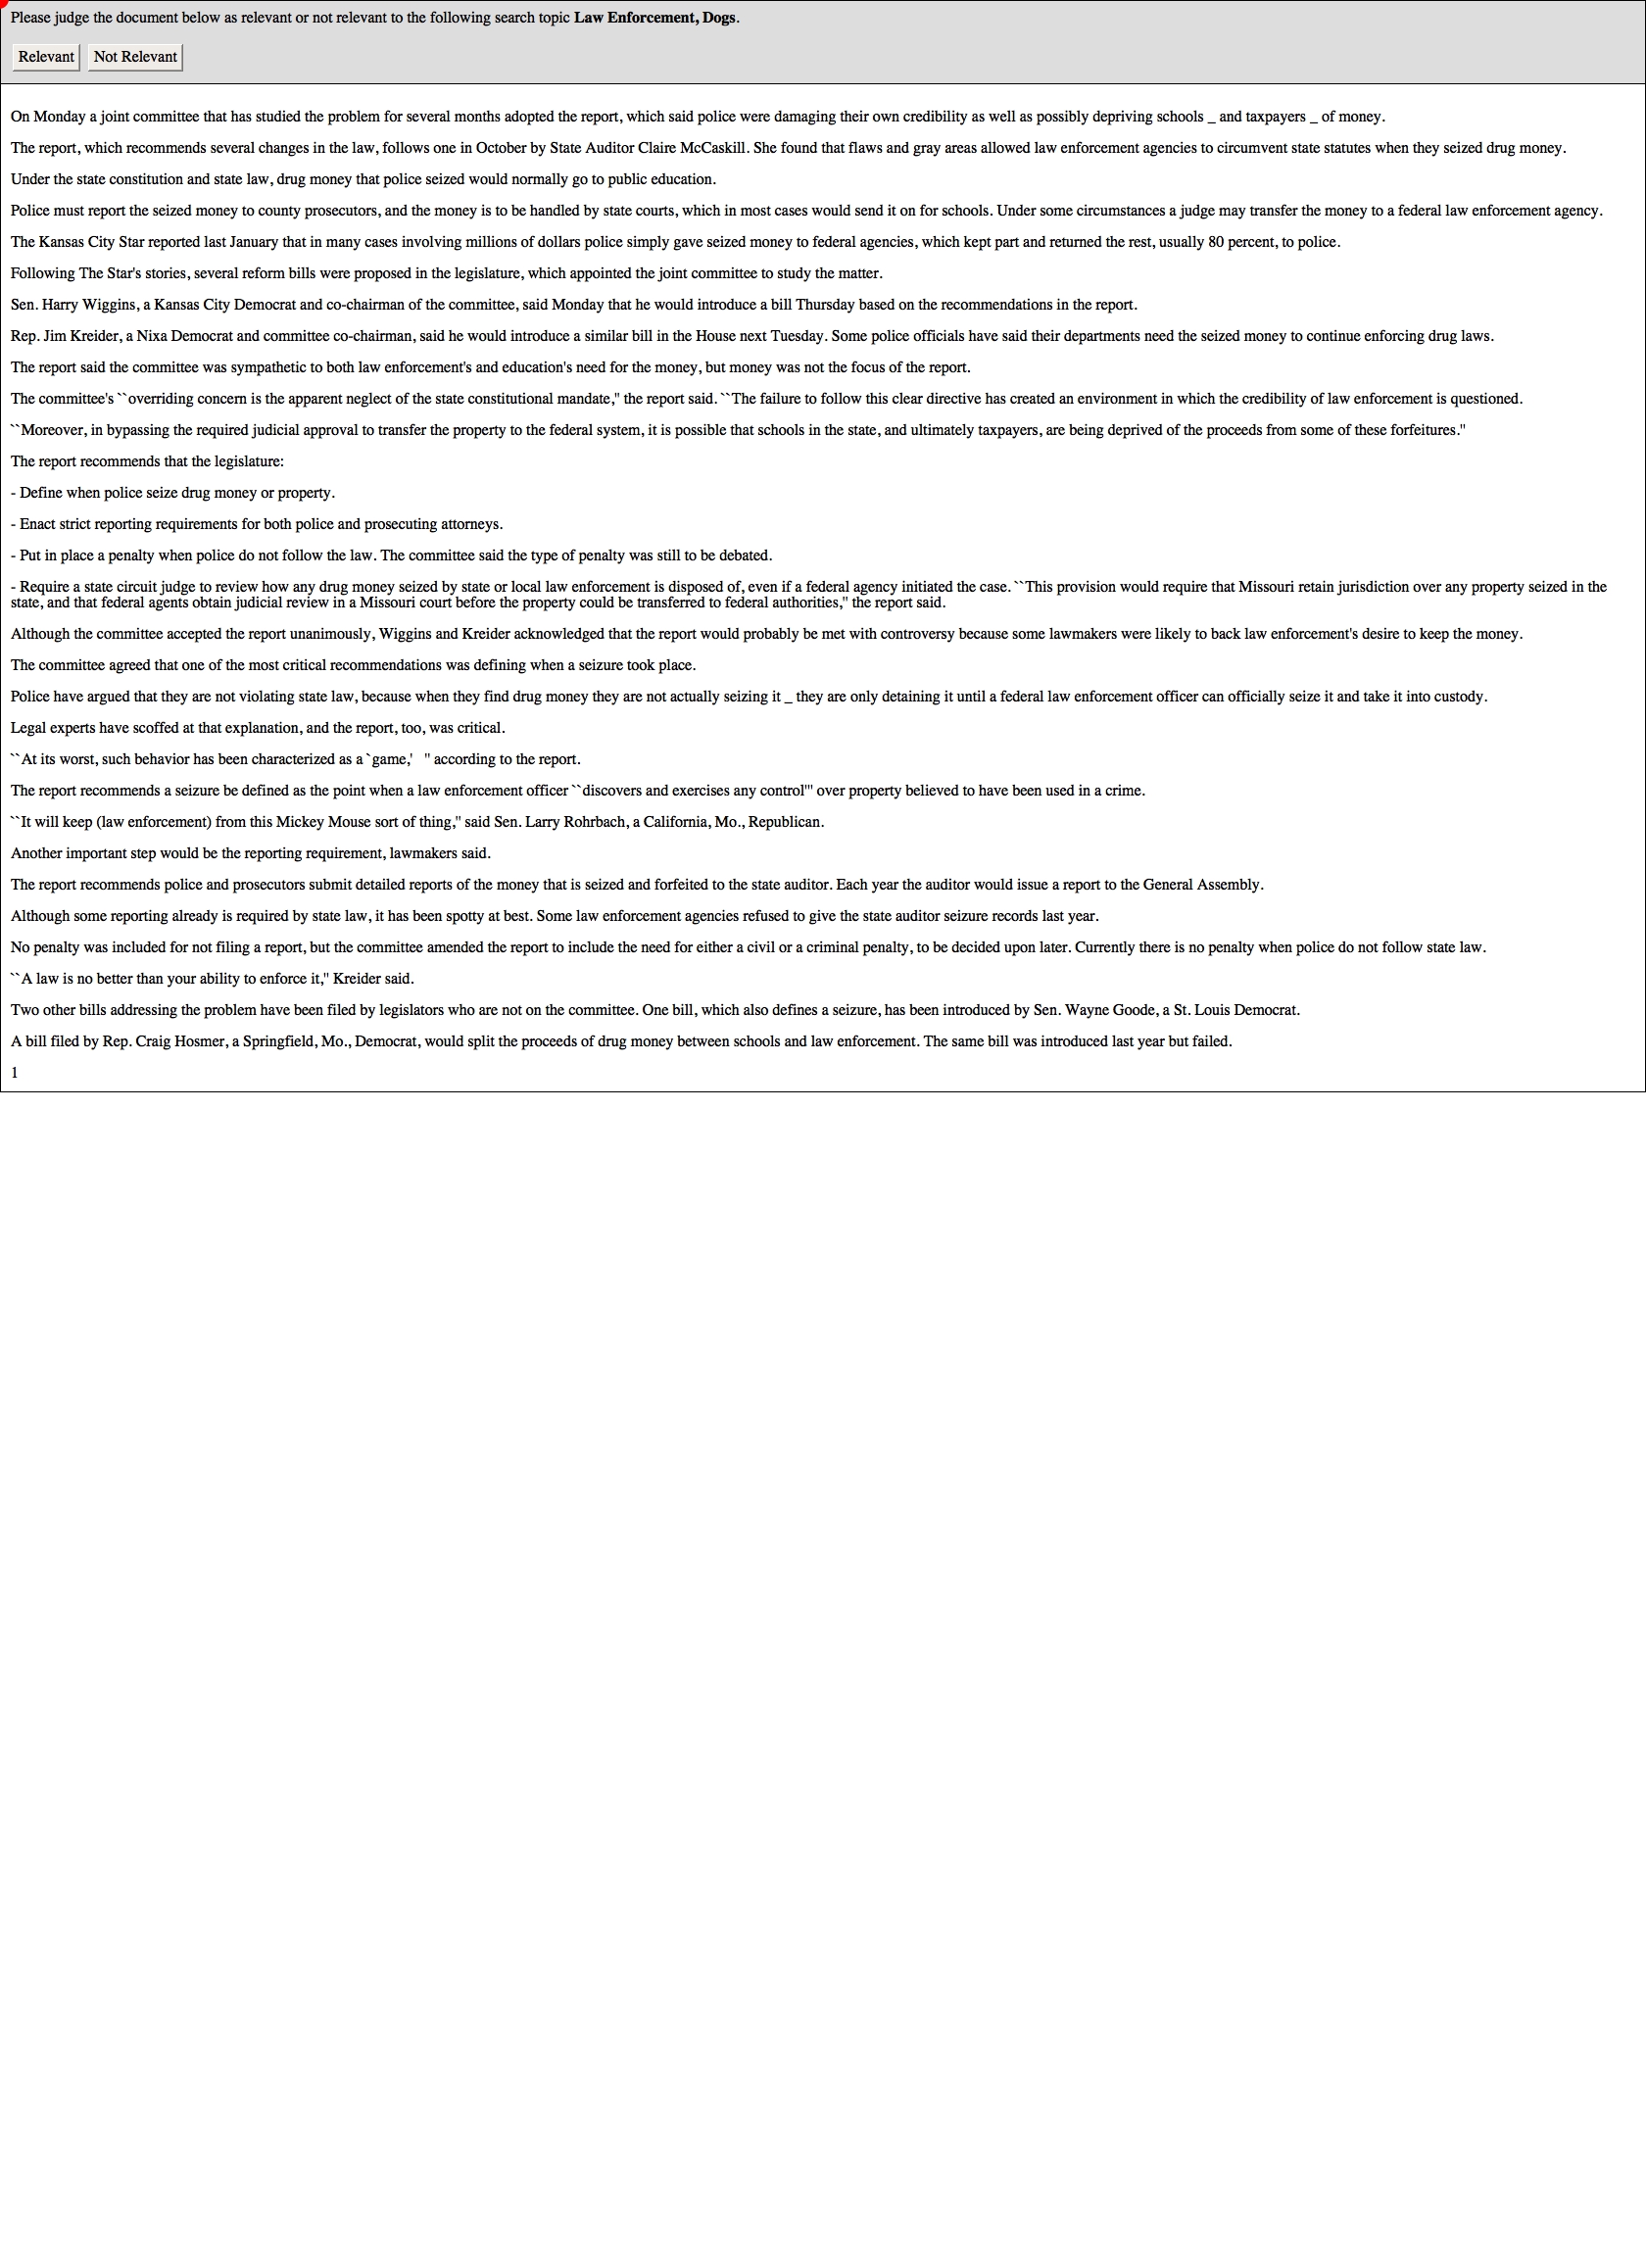 Please judge the document below as relevant or not relevant to the following search topic Law Enforcement, Dogs.
Relevant Not Relevant
On Monday a joint committee that has studied the problem for several months adopted the report, which said police were damaging their own credibility as well as possibly depriving schools _ and taxpayers _ of money.
The report, which recommends several changes in the law, follows one in October by State Auditor Claire McCaskill. She found that flaws and gray areas allowed law enforcement agencies to circumvent state statutes when they seized drug money.
Under the state constitution and state law, drug money that police seized would normally go to public education.
Police must report the seized money to county prosecutors, and the money is to be handled by state courts, which in most cases would send it on for schools. Under some circumstances a judge may transfer the money to a federal law enforcement agency.
The Kansas City Star reported last January that in many cases involving millions of dollars police simply gave seized money to federal agencies, which kept part and returned the rest, usually 80 percent, to police.
Following The Star's stories, several reform bills were proposed in the legislature, which appointed the joint committee to study the matter.
Sen. Harry Wiggins, a Kansas City Democrat and co-chairman of the committee, said Monday that he would introduce a bill Thursday based on the recommendations in the report.
Rep. Jim Kreider, a Nixa Democrat and committee co-chairman, said he would introduce a similar bill in the House next Tuesday. Some police officials have said their departments need the seized money to continue enforcing drug laws.
The report said the committee was sympathetic to both law enforcement's and education's need for the money, but money was not the focus of the report.
The committee's ``overriding concern is the apparent neglect of the state constitutional mandate,'' the report said. ``The failure to follow this clear directive has created an environment in which the credibility of law enforcement is questioned.
``Moreover, in bypassing the required judicial approval to transfer the property to the federal system, it is possible that schools in the state, and ultimately taxpayers, are being deprived of the proceeds from some of these forfeitures.''
The report recommends that the legislature:
- Define when police seize drug money or property.
- Enact strict reporting requirements for both police and prosecuting attorneys.
- Put in place a penalty when police do not follow the law. The committee said the type of penalty was still to be debated.
- Require a state circuit judge to review how any drug money seized by state or local law enforcement is disposed of, even if a federal agency initiated the case. ``This provision would require that Missouri retain jurisdiction over any property seized in the
state, and that federal agents obtain judicial review in a Missouri court before the property could be transferred to federal authorities,'' the report said.
Although the committee accepted the report unanimously, Wiggins and Kreider acknowledged that the report would probably be met with controversy because some lawmakers were likely to back law enforcement's desire to keep the money.
The committee agreed that one of the most critical recommendations was defining when a seizure took place.
Police have argued that they are not violating state law, because when they find drug money they are not actually seizing it _ they are only detaining it until a federal law enforcement officer can officially seize it and take it into custody.
Legal experts have scoffed at that explanation, and the report, too, was critical.
``At its worst, such behavior has been characterized as a `game,' '' according to the report.
The report recommends a seizure be defined as the point when a law enforcement officer ``discovers and exercises any control''' over property believed to have been used in a crime.
``It will keep (law enforcement) from this Mickey Mouse sort of thing,'' said Sen. Larry Rohrbach, a California, Mo., Republican.
Another important step would be the reporting requirement, lawmakers said.
The report recommends police and prosecutors submit detailed reports of the money that is seized and forfeited to the state auditor. Each year the auditor would issue a report to the General Assembly.
Although some reporting already is required by state law, it has been spotty at best. Some law enforcement agencies refused to give the state auditor seizure records last year.
No penalty was included for not filing a report, but the committee amended the report to include the need for either a civil or a criminal penalty, to be decided upon later. Currently there is no penalty when police do not follow state law.
``A law is no better than your ability to enforce it,'' Kreider said.
Two other bills addressing the problem have been filed by legislators who are not on the committee. One bill, which also defines a seizure, has been introduced by Sen. Wayne Goode, a St. Louis Democrat.
A bill filed by Rep. Craig Hosmer, a Springfield, Mo., Democrat, would split the proceeds of drug money between schools and law enforcement. The same bill was introduced last year but failed.
1